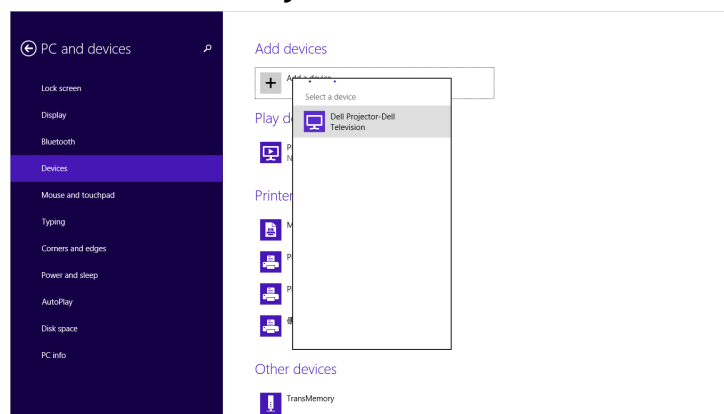 PC and devices
Lock screen
Display
Bluetooth
Devices
Mouse and touchpad
Typing
Corners and edges
Power and sleep
AutoPlay
Disk space
PC info
Add devices
Add a device
Select a device
Dell Projector-Dell
Television
Play de
P
N
Printer
M
P
P
Other devices
TransMemory